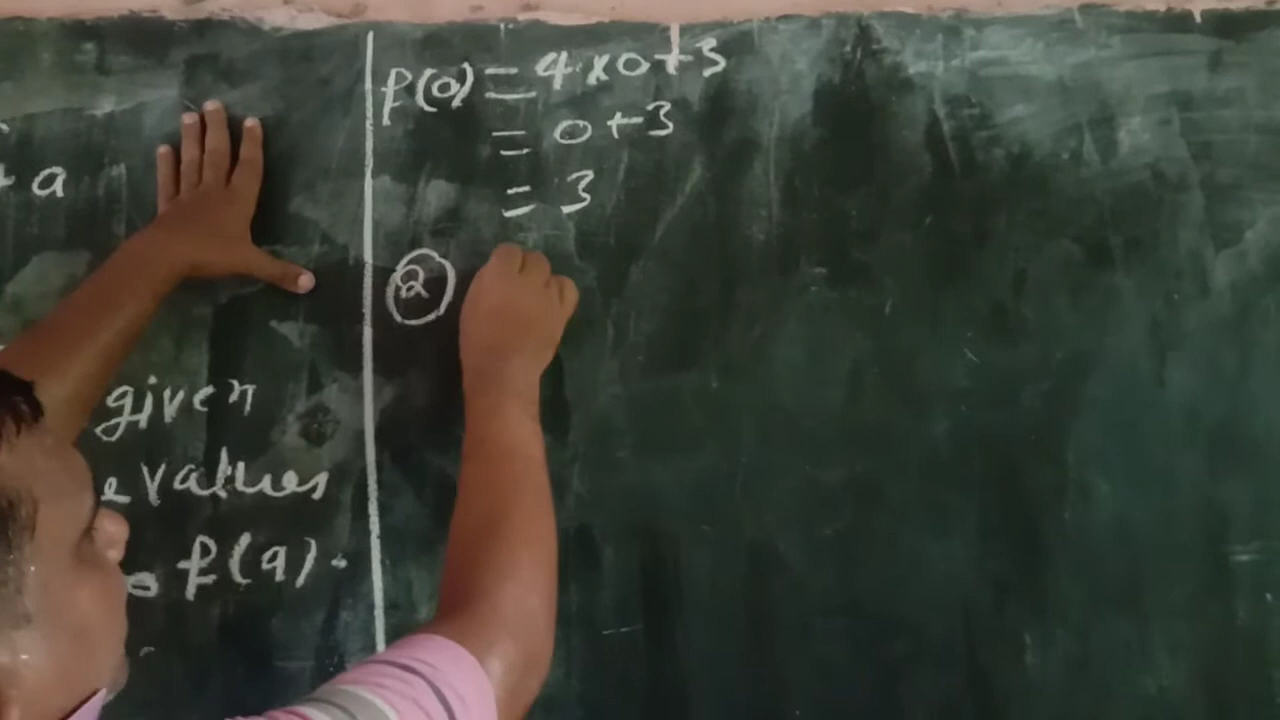 + a
given
e values
f(a).
f(0) = 4 x 0 + 3
= 0 + 3
= 3
2